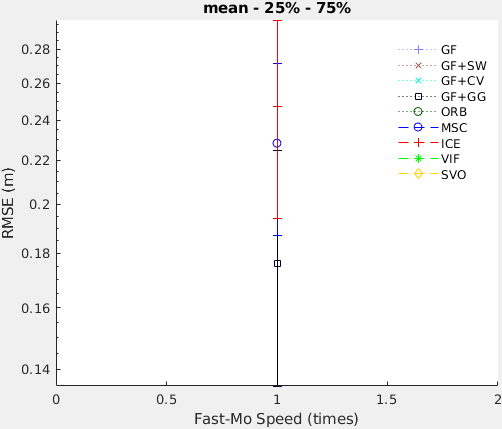 mean - 25% - 75%
RMSE (m)
0.28
0.26
0.24
0.22
0.2
0.18
0.16
0.14
GF
GF+SW
GF+CV
GF+GG
ORB
MSC
ICE
VIF
SVO
0 0.5 1 1.5 2
Fast-Mo Speed (times)